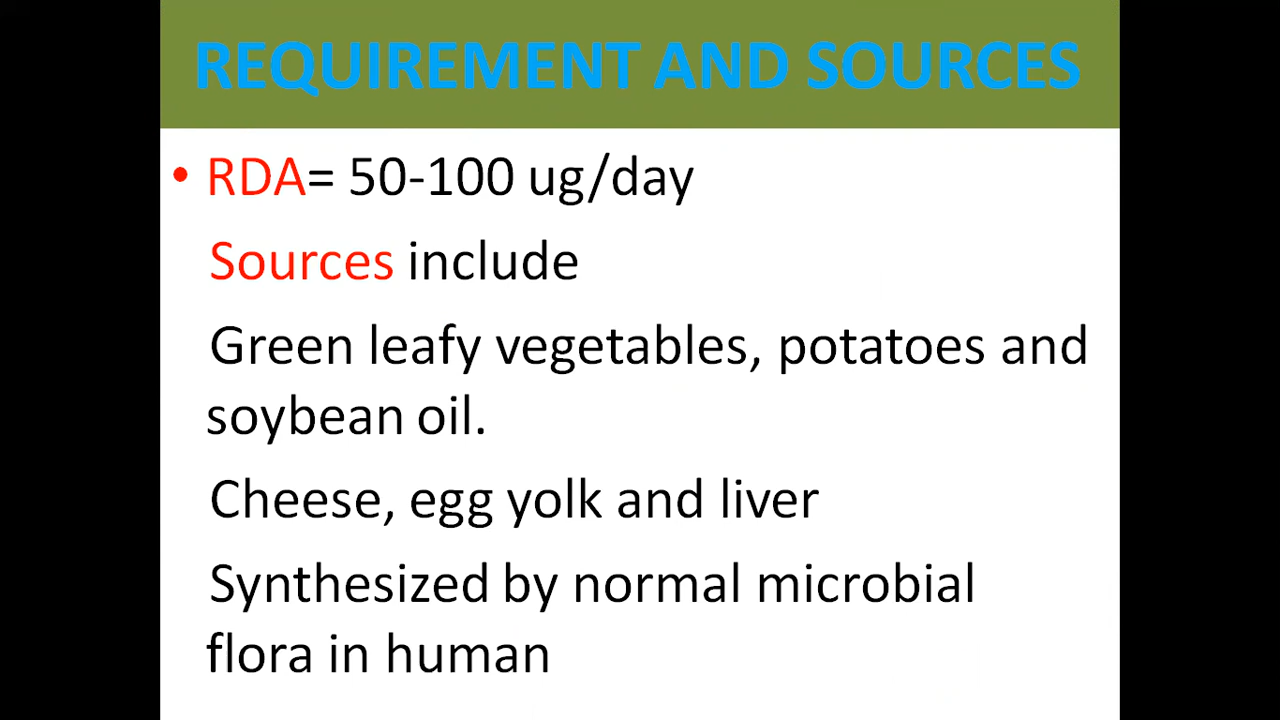 REQUIREMENT AND SOURCES
• RDA= 50-100 ug/day
Sources include
Green leafy vegetables, potatoes and
soybean oil.
Cheese, egg yolk and liver
Synthesized by normal microbial
flora in human